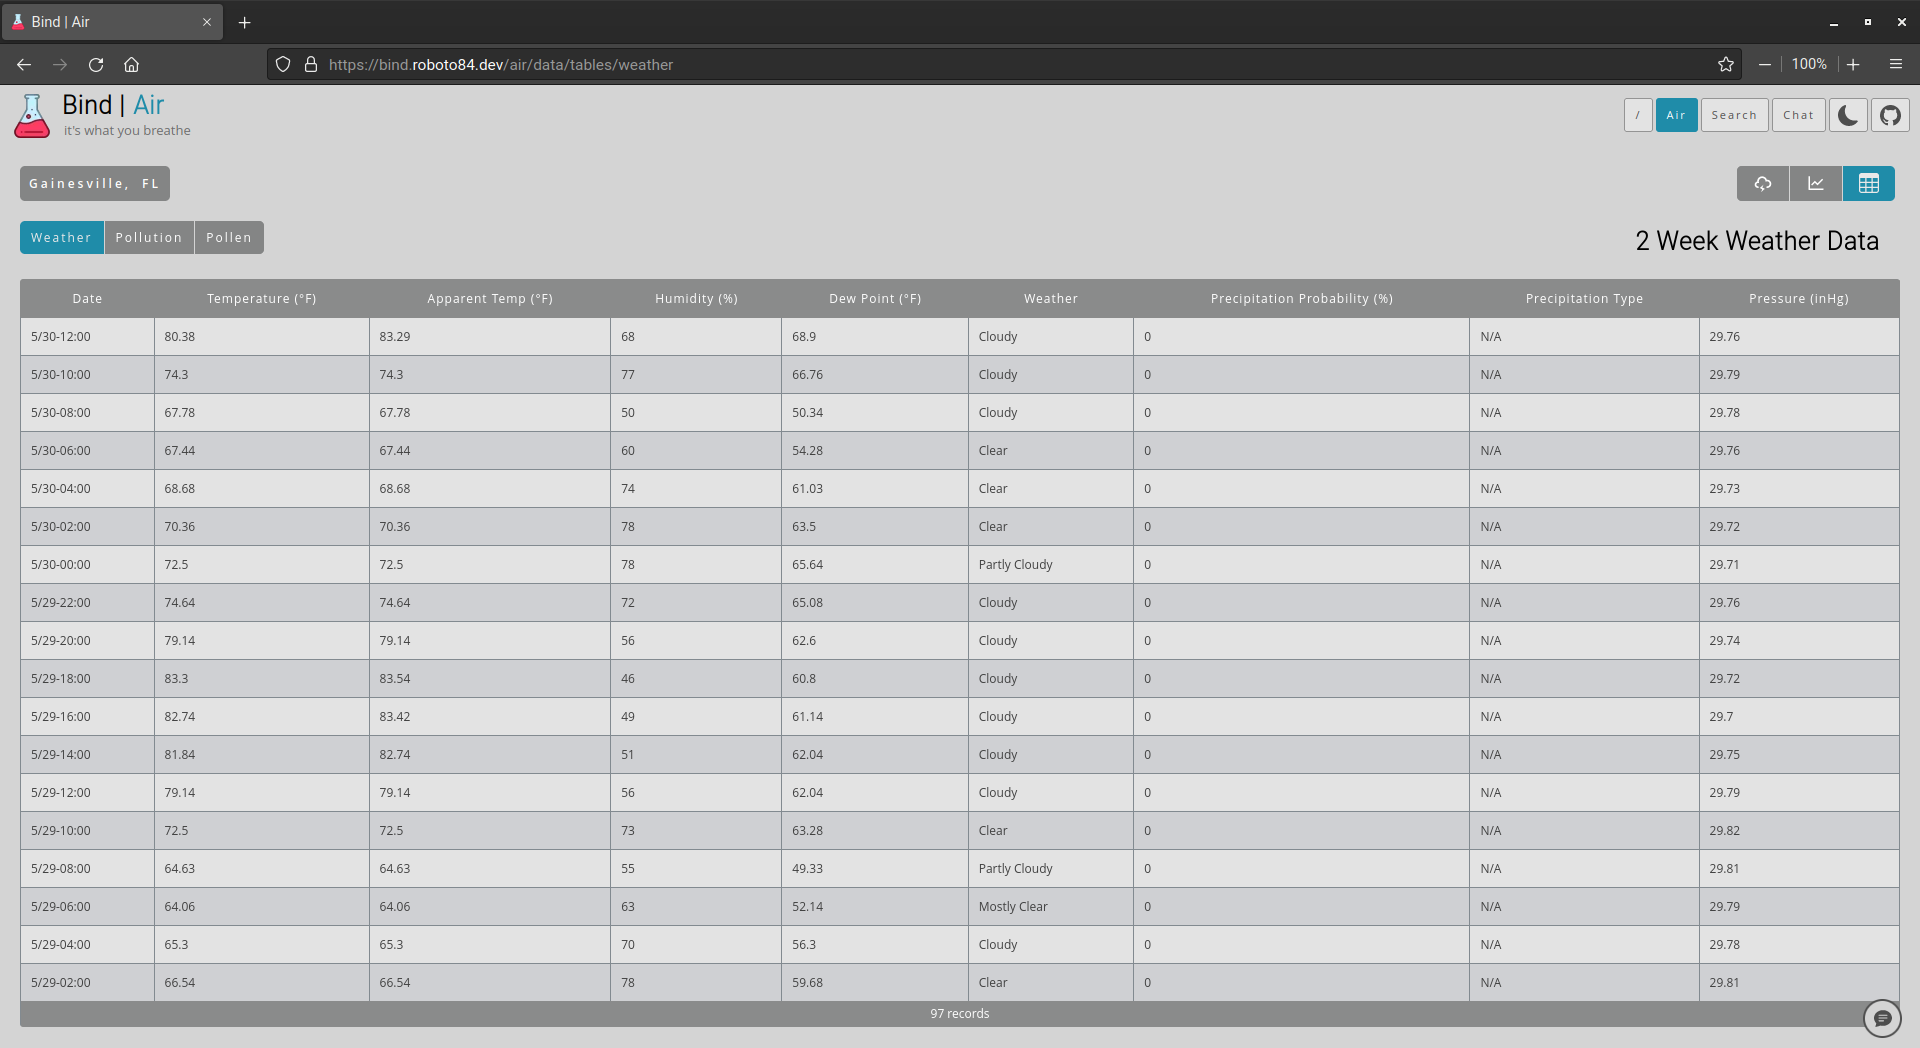 Bind | Air
https://bind.roboto84.dev/air/data/tables/weather
100%
Bind | Air
it's what you breathe
/ Air Search Chat
Gainesville, FL
Weather Pollution Pollen
2 Week Weather Data
Date Temperature (°F) Apparent Temp (°F) Humidity (%) Dew Point (°F) Weather Precipitation Probability (%) Precipitation Type Pressure (inHg)
5/30-12:00 80.38 83.29 68 68.9 Cloudy 0 N/A 29.76
5/30-10:00 74.3 74.3 77 66.76 Cloudy 0 N/A 29.79
5/30-08:00 67.78 67.78 50 50.34 Cloudy 0 N/A 29.78
5/30-06:00 67.44 67.44 60 54.28 Clear 0 N/A 29.76
5/30-04:00 68.68 68.68 74 61.03 Clear 0 N/A 29.73
5/30-02:00 70.36 70.36 78 63.5 Clear 0 N/A 29.72
5/30-00:00 72.5 72.5 78 65.64 Partly Cloudy 0 N/A 29.71
5/29-22:00 74.64 74.64 72 65.08 Cloudy 0 N/A 29.76
5/29-20:00 79.14 79.14 56 62.6 Cloudy 0 N/A 29.74
5/29-18:00 83.3 83.54 46 60.8 Cloudy 0 N/A 29.72
5/29-16:00 82.74 83.42 49 61.14 Cloudy 0 N/A 29.7
5/29-14:00 81.84 82.74 51 62.04 Cloudy 0 N/A 29.75
5/29-12:00 79.14 79.14 56 62.04 Cloudy 0 N/A 29.79
5/29-10:00 72.5 72.5 73 63.28 Clear 0 N/A 29.82
5/29-08:00 64.63 64.63 55 49.33 Partly Cloudy 0 N/A 29.81
5/29-06:00 64.06 64.06 63 52.14 Mostly Clear 0 N/A 29.79
5/29-04:00 65.3 65.3 70 56.3 Cloudy 0 N/A 29.78
5/29-02:00 66.54 66.54 78 59.68 Clear 0 N/A 29.81
97 records